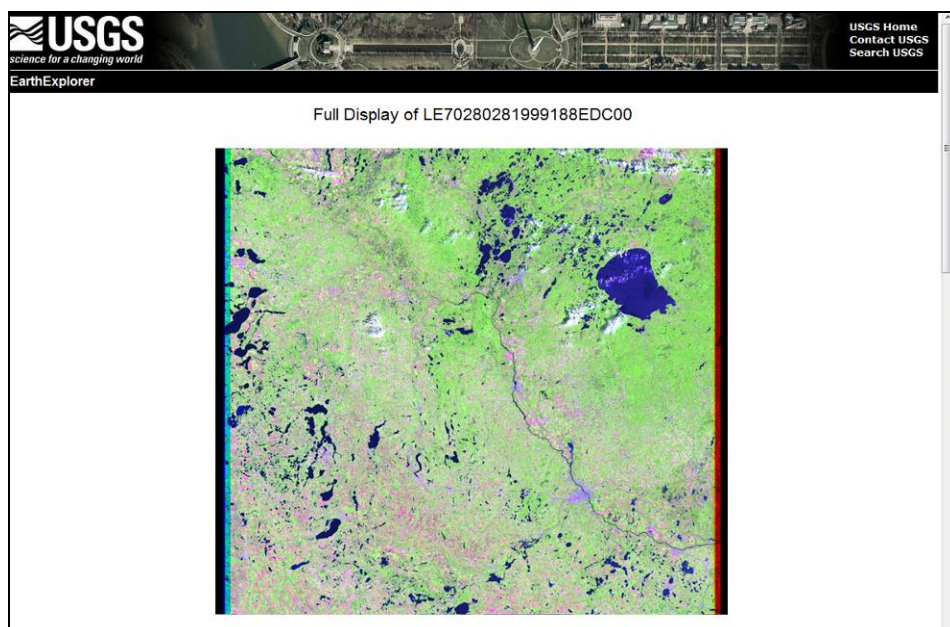 USGS
science for a changing world
USGS Home
Contact USGS
Search USGS
EarthExplorer
Full Display of LE70280281999188EDC00